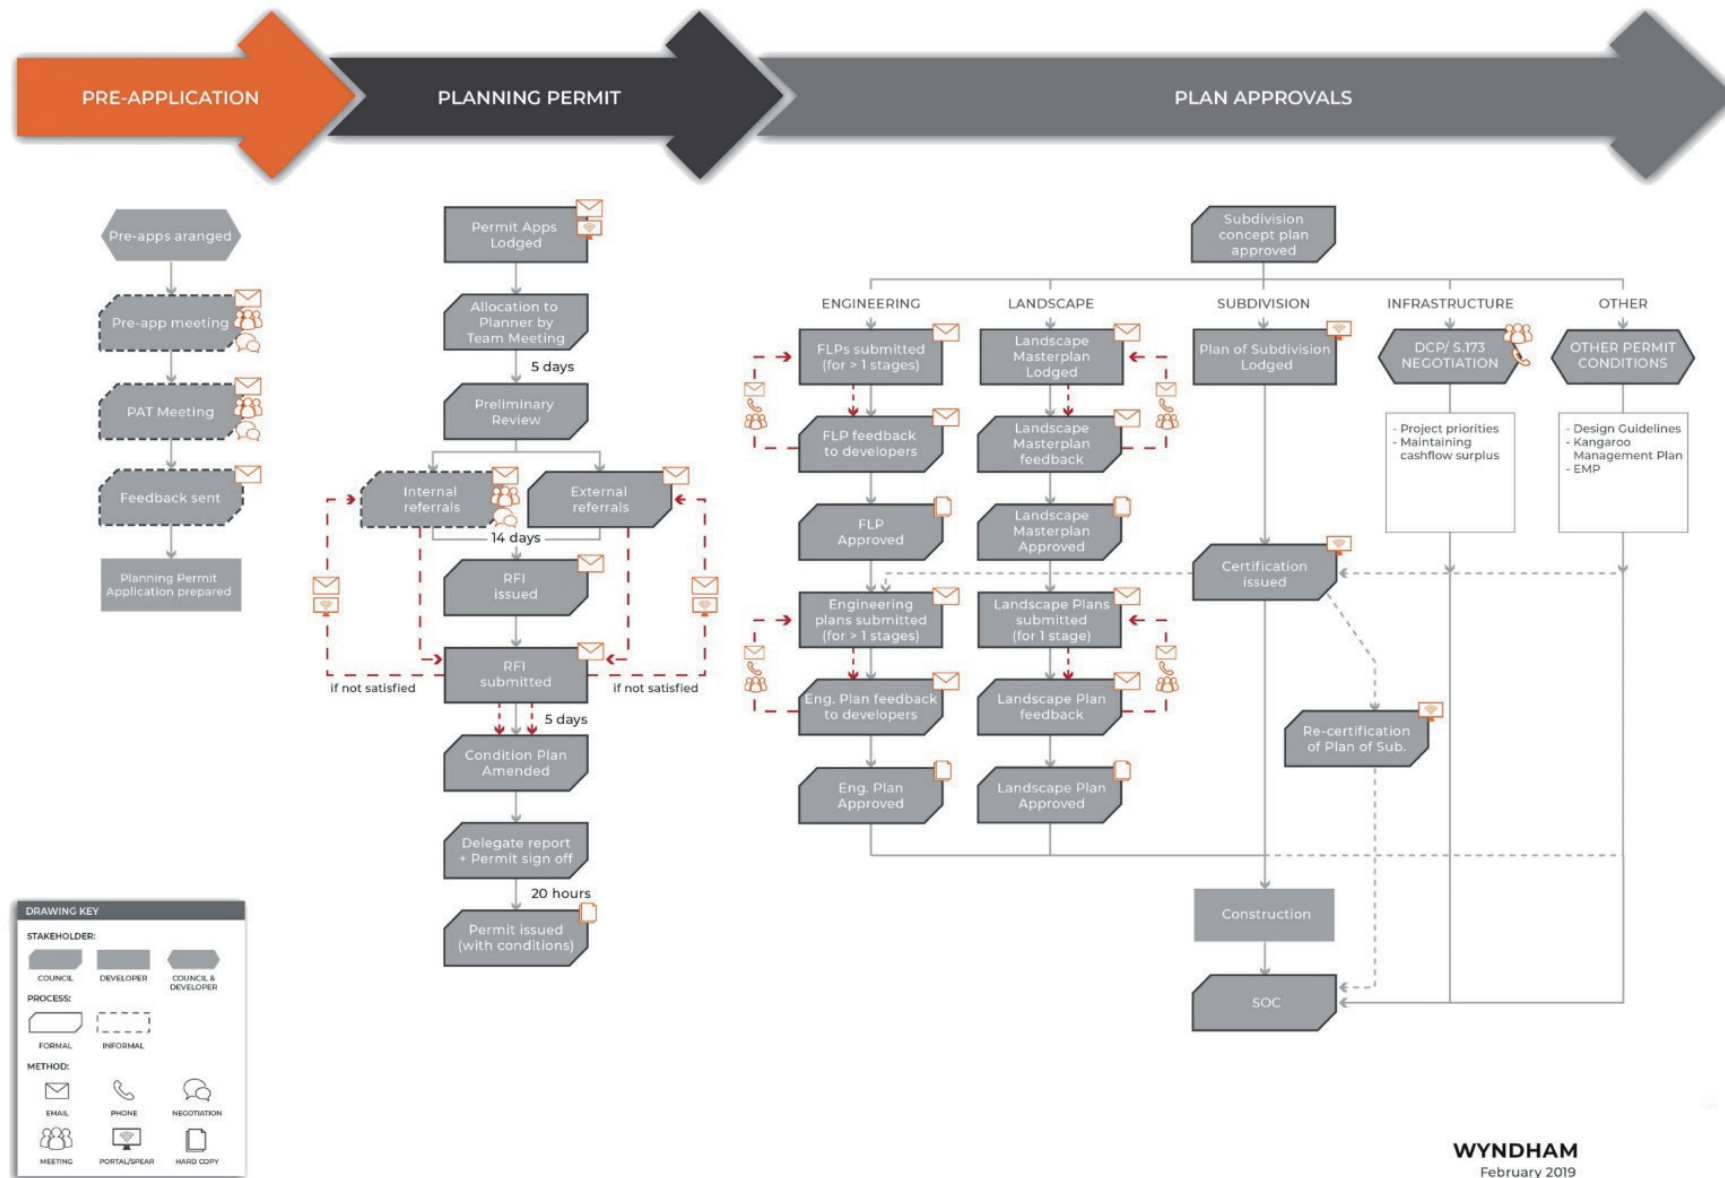 PRE-APPLICATION
PLANNING PERMIT
PLAN APPROVALS
Pre-apps aranged
Pre-app meeting
PAT Meeting
Feedback sent
Planning Permit
Application prepared
Permit Apps
Lodged
Allocation to
Planner by
Team Meeting
5 days
Preliminary
Review
Internal
referrals
External
referrals
14 days
RFI
issued
RFI
submitted
if not satisfied
if not satisfied
5 days
Condition Plan
Amended
Delegate report
+ Permit sign off
20 hours
Permit issued
(with conditions)
Subdivision
concept plan
approved
ENGINEERING
LANDSCAPE
SUBDIVISION
INFRASTRUCTURE
OTHER
FLPs submitted
(for > 1 stages)
FLP feedback
to developers
FLP
Approved
Engineering
plans submitted
(for > 1 stages)
Eng. Plan feedback
to developers
Eng. Plan
Approved
Landscape
Masterplan
Lodged
Landscape
Masterplan
feedback
Landscape
Masterplan
Approved
Landscape Plans
submitted
(for 1 stage)
Landscape Plan
feedback
Landscape Plan
Approved
Plan of Subdivision
Lodged
Certification
issued
Re-certification
of Plan of Sub.
Construction
SOC
DCP/ S.173
NEGOTIATION
- Project priorities
- Maintaining
cashflow surplus
OTHER PERMIT
CONDITIONS
- Design Guidelines
- Kangaroo
Management Plan
- EMP
DRAWING KEY
STAKEHOLDER:
COUNCIL
DEVELOPER
COUNCIL &
DEVELOPER
PROCESS:
FORMAL
INFORMAL
METHOD:
EMAIL
PHONE
NEGOTIATION
MEETING
PORTAL/SPEAR
HARD COPY
WYNDHAM
February 2019